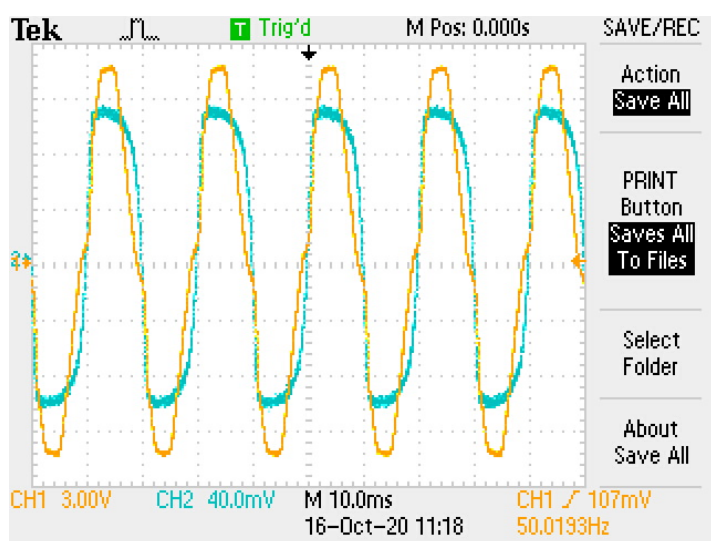 Tek T Trig'd M Pos: 0.000s SAVE/REC
Action
Save All
PRINT
Button
Saves All
To Files
Select
Folder
About
Save All
2
CH1 3.00V CH2 40.0mV M 10.0ms CH1 / 107mV
16-Oct-20 11:18 50.0193Hz